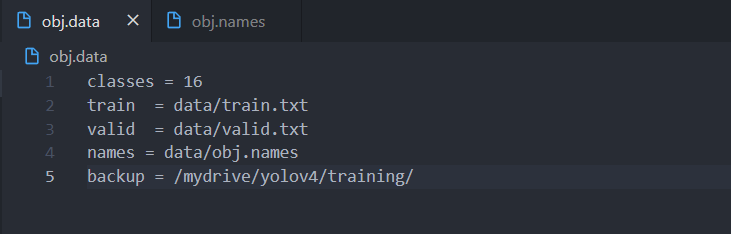 obj.data × obj.names
obj.data
1 classes = 16
2 train  = data/train.txt
3 valid  = data/valid.txt
4 names = data/obj.names
5 backup = /mydrive/yolov4/training/